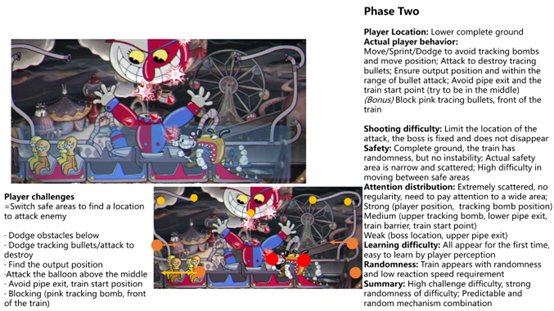 Phase Two
Player Location: Lower complete ground
Actual player behavior:
Move/Sprint/Dodge to avoid tracking bombs
and move position; Attack to destroy tracing
bullets; Ensure output position and within the
range of bullet attack; Avoid pipe exit and the
train start point (try to be in the middle)
(Bonus) Block pink tracing bullets, front of the
train
Shooting difficulty: Limit the location of the
attack, the boss is fixed and does not disappear
Safety: Complete ground, the train has
randomness, but no instability; Actual safety
area is narrow and scattered; High difficulty in
moving between safe areas
Attention distribution: Extremely scattered, no
regularity, need to pay attention to a wide area;
Strong (player position, tracking bomb position)
Medium (upper tracking bomb, lower pipe exit,
train barrier, train start point)
Weak (boss location, upper pipe exit)
Learning difficulty: All appear for the first time,
easy to learn by player perception
Randomness: Train appears with randomness
and low reaction speed requirement
Summary: High challenge difficulty, strong
randomness of difficulty; Predictable and
random mechanism combination
Player challenges
=Switch safe areas to find a location
to attack enemy
· Dodge obstacles below
· Dodge tracking bullets/attack to
destroy
· Find the output position
·Attack the balloon above the middle
· Avoid pipe exit, train start position
· Blocking (pink tracking bomb, front
of the train)